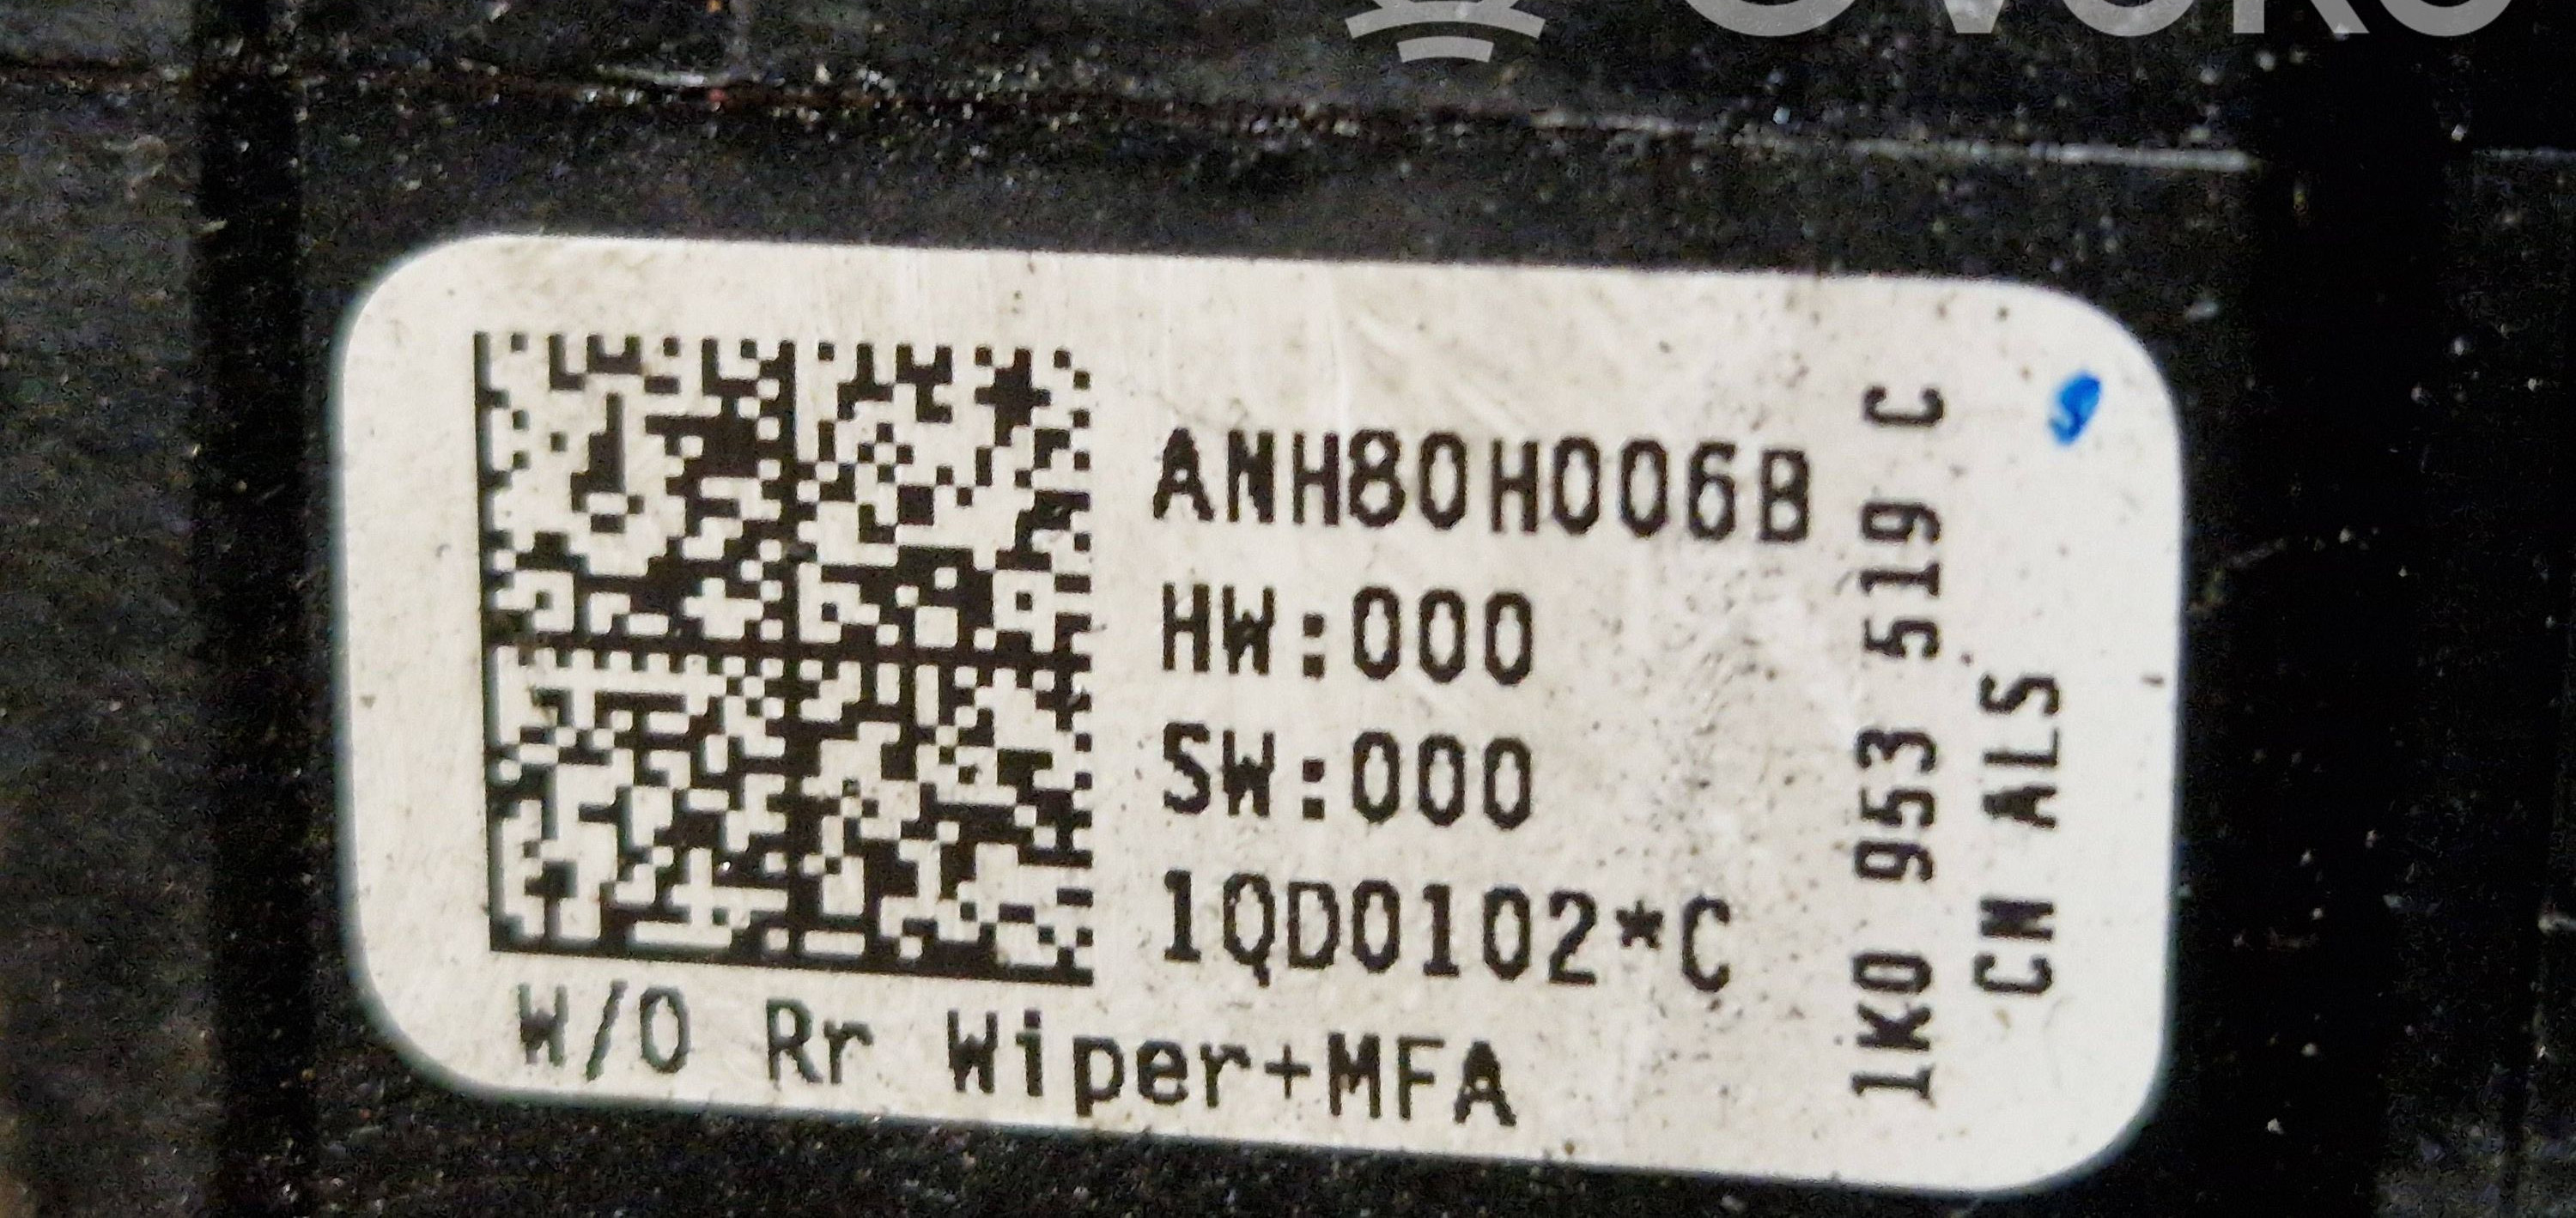 ANH80H006B
HW:000
SW:000
1QD0102*C
W/O Rr Wiper+MFA
1K0 953 519 C
CN ALS